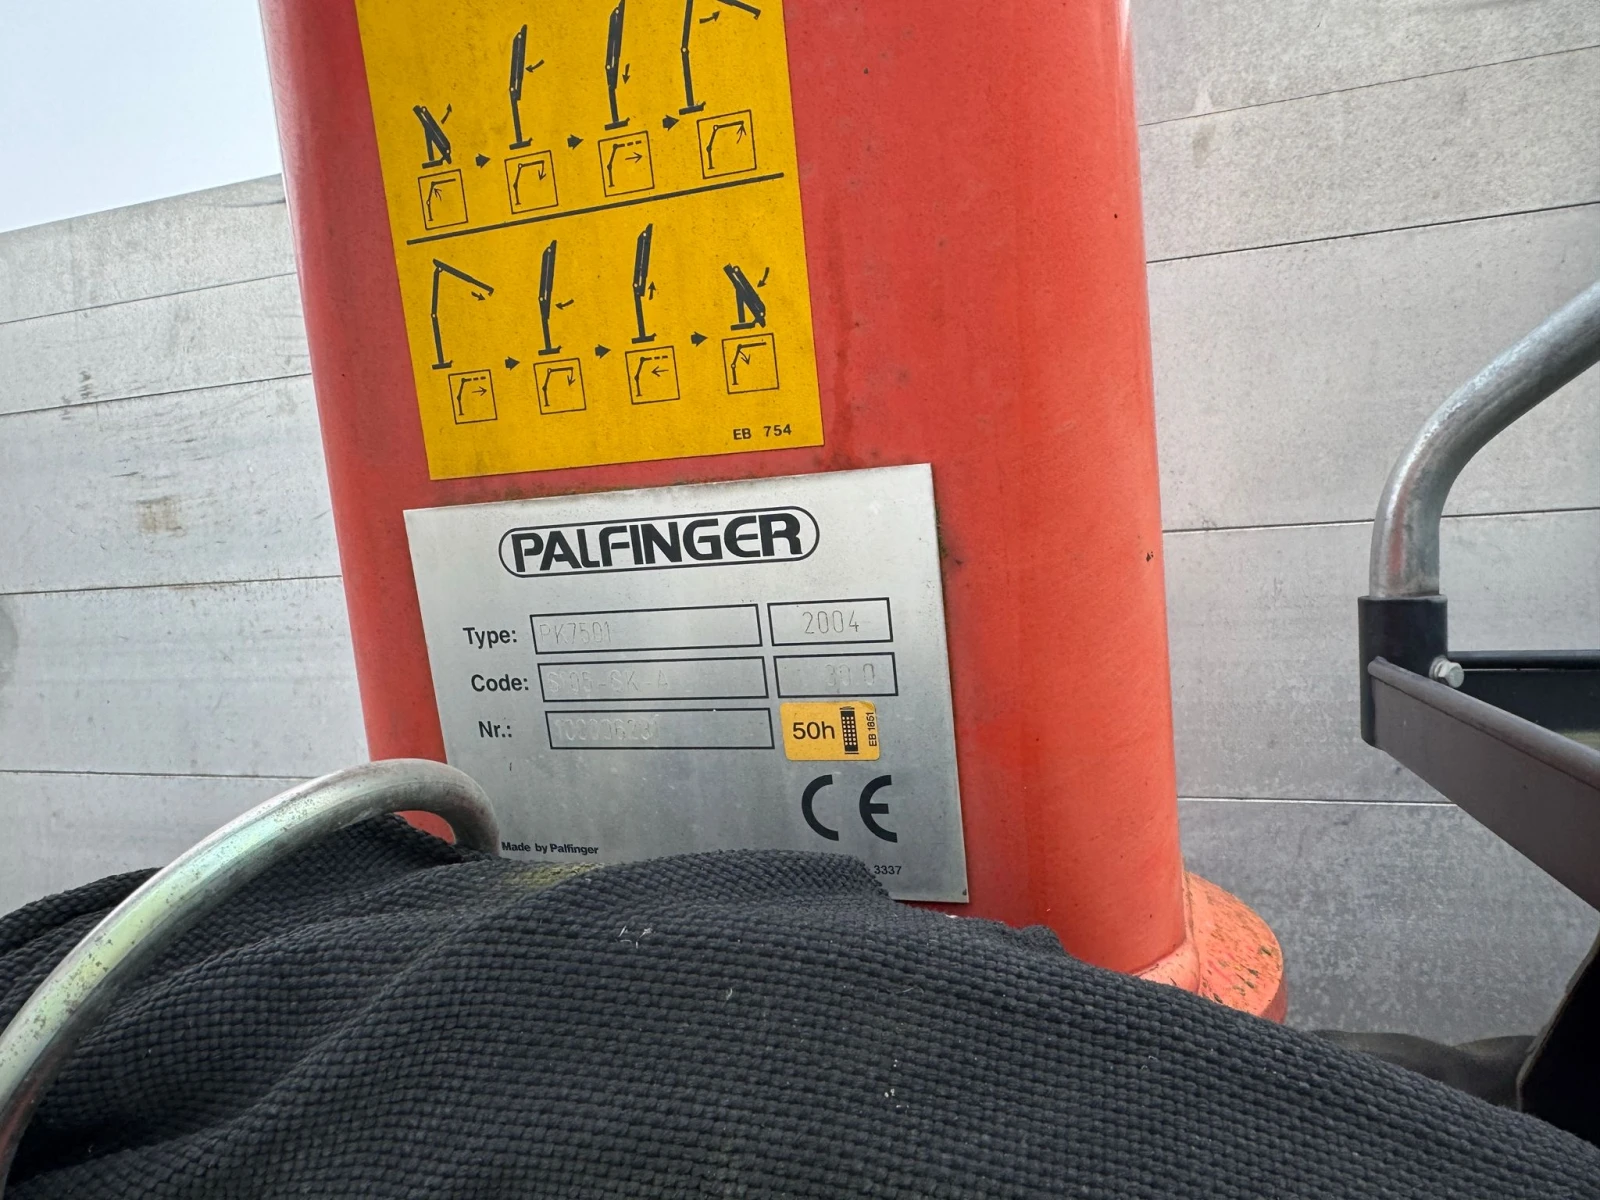 EB 754
PALFINGER
Type: PK7501 2004
Code:
Nr.:
50h EB 1851
CE
Made by Palfinger
3337